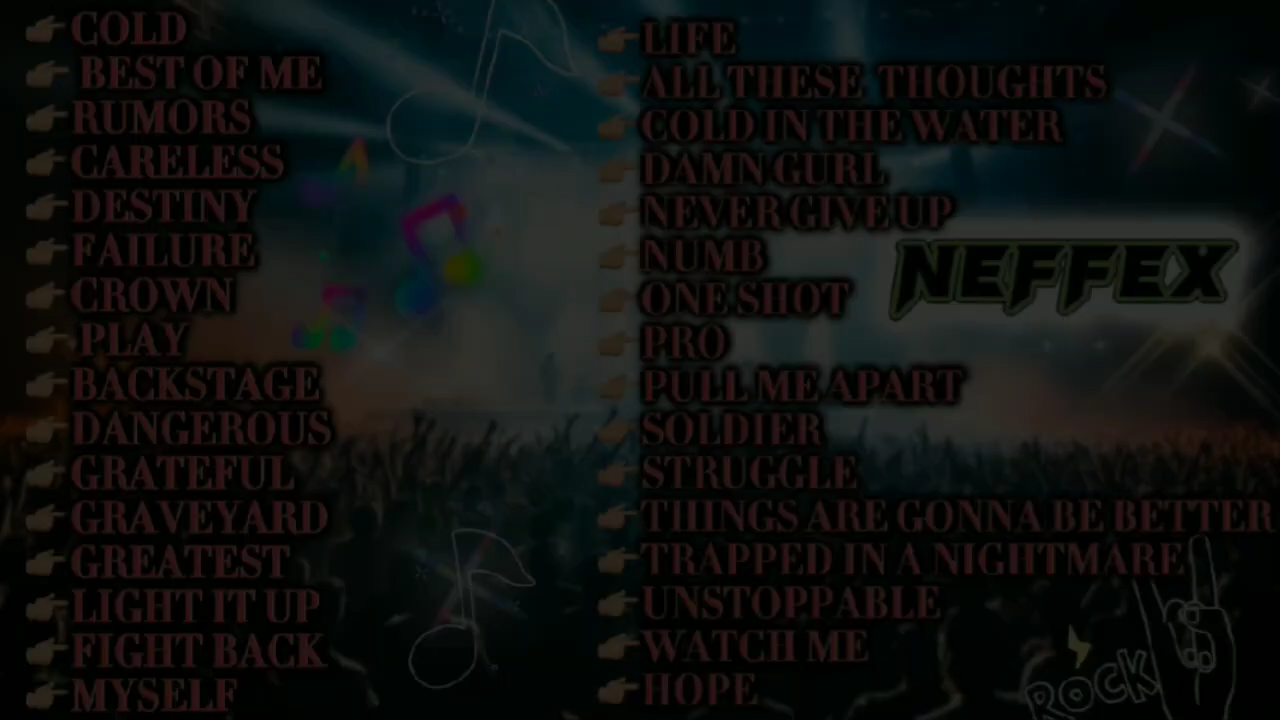 COLD
BEST OF ME
RUMORS
CARELESS
DESTINY
FAILURE
CROWN
PLAY
BACKSTAGE
DANGEROUS
GRATEFUL
GRAVEYARD
GREATEST
LIGHT IT UP
FIGHT BACK
MYSELF
LIFE
ALL THESE THOUGHTS
COLD IN THE WATER
DAMN GURL
NEVER GIVE UP
NUMB
ONE SHOT
PRO
PULL ME APART
SOLDIER
STRUGGLE
THINGS ARE GONNA BE BETTER
TRAPPED IN A NIGHTMARE
UNSTOPPABLE
WATCH ME
HOPE
NEFFEX
ROCK